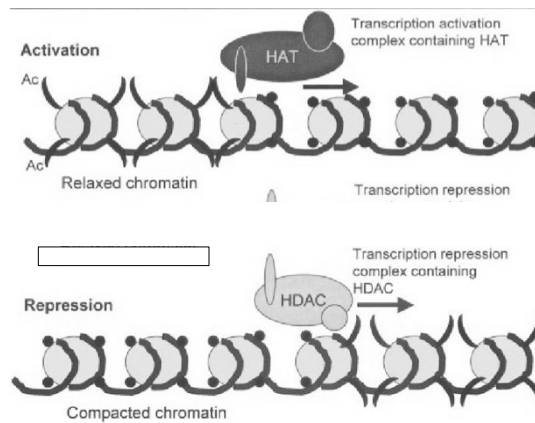 Transcription activation
complex containing HAT
Activation
HAT
Ac
Ac
Relaxed chromatin
Transcription repression
Transcription repression
complex containing
HDAC
HDAC
Repression
Compacted chromatin